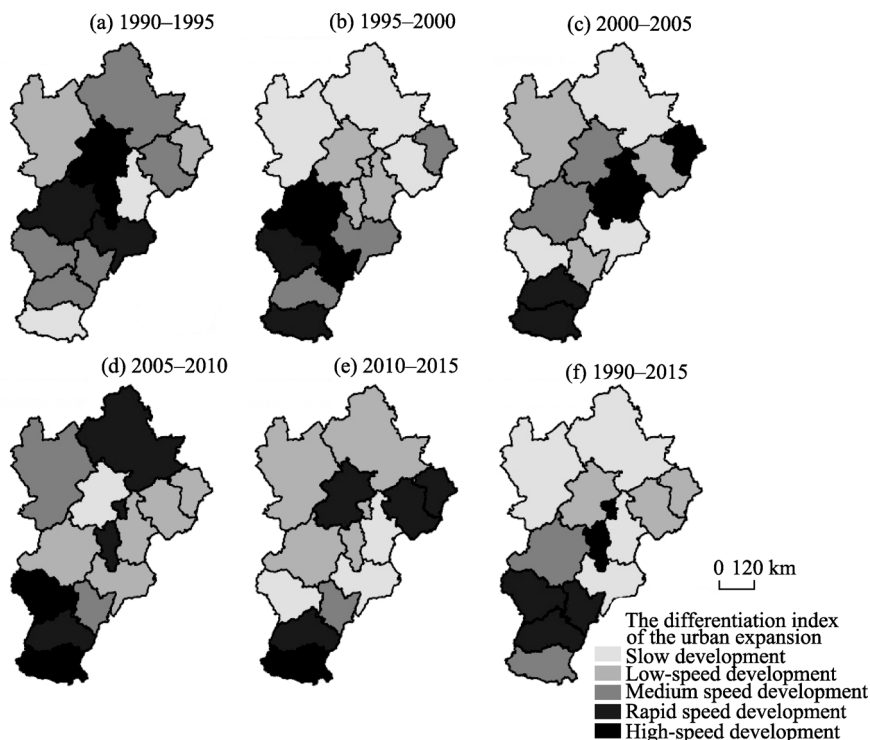 (a) 1990–1995
(b) 1995–2000
(c) 2000–2005
(d) 2005–2010
(e) 2010–2015
(f) 1990–2015
0 120 km
The differentiation index
of the urban expansion
Slow development
Low-speed development
Medium speed development
Rapid speed development
High-speed development